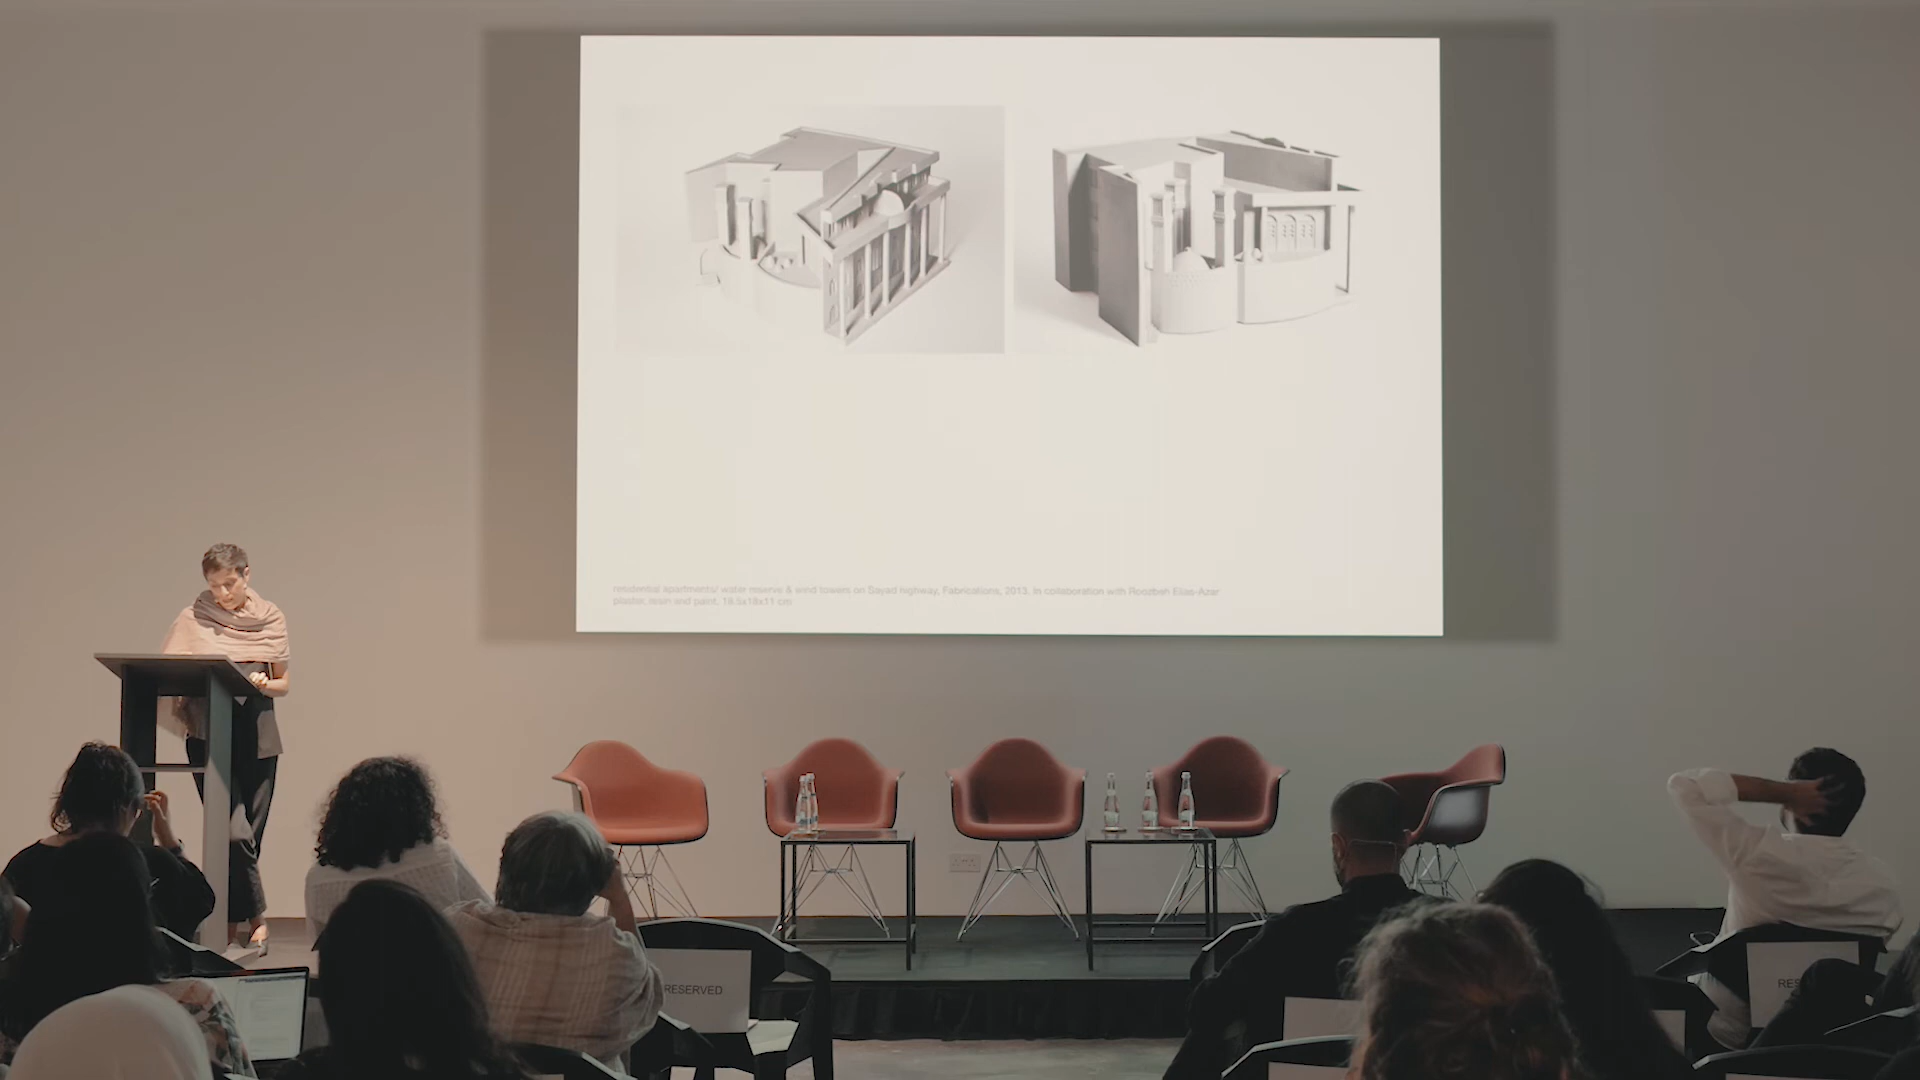 residential apartments/ water reserve & wind towers on Sayad highway, Fabrications, 2013. In collaboration with Roozbeh Elias-Azar
plaster, resin and paint, 18.5x18x11 cm
RESERVED
RES